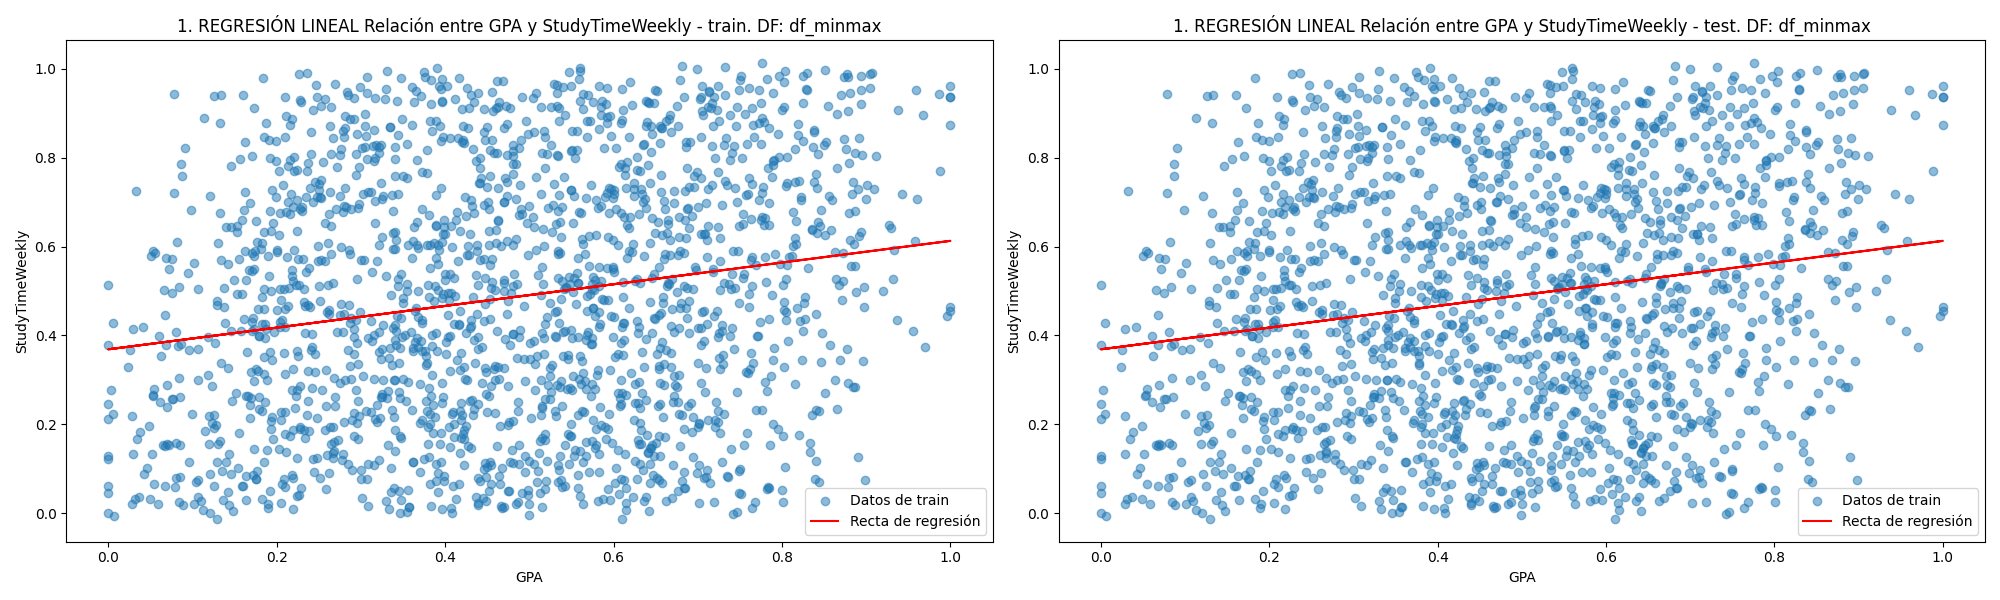 1. REGRESIÓN LINEAL Relación entre GPA y StudyTimeWeekly - train. DF: df_minmax
StudyTimeWeekly
1.0
0.8
0.6
0.4
0.2
0.0
Datos de train
Recta de regresión
0.0 0.2 0.4 0.6 0.8 1.0
GPA
1. REGRESIÓN LINEAL Relación entre GPA y StudyTimeWeekly - test. DF: df_minmax
StudyTimeWeekly
1.0
0.8
0.6
0.4
0.2
0.0
Datos de train
Recta de regresión
0.0 0.2 0.4 0.6 0.8 1.0
GPA